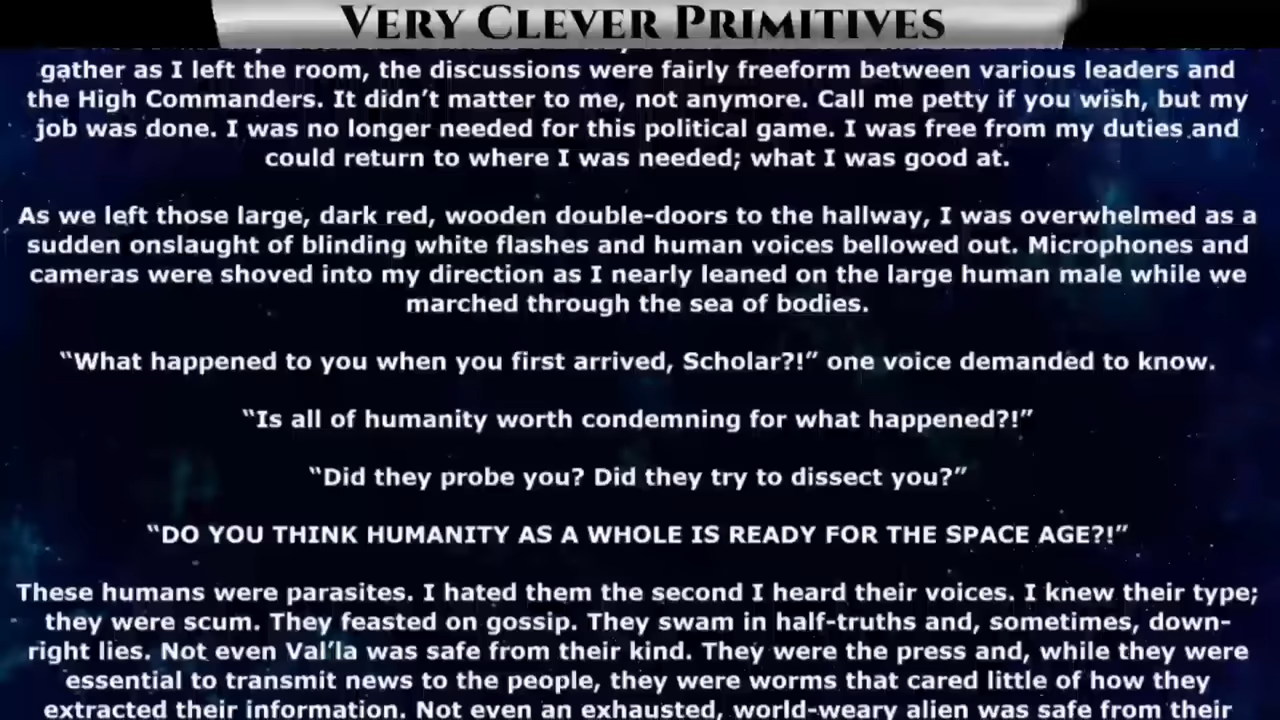 VERY CLEVER PRIMITIVES
gather as I left the room, the discussions were fairly freeform between various leaders and
the High Commanders. It didn’t matter to me, not anymore. Call me petty if you wish, but my
job was done. I was no longer needed for this political game. I was free from my duties and
could return to where I was needed; what I was good at.
As we left those large, dark red, wooden double-doors to the hallway, I was overwhelmed as a
sudden onslaught of blinding white flashes and human voices bellowed out. Microphones and
cameras were shoved into my direction as I nearly leaned on the large human male while we
marched through the sea of bodies.
“What happened to you when you first arrived, Scholar?!” one voice demanded to know.
“Is all of humanity worth condemning for what happened?!”
“Did they probe you? Did they try to dissect you?”
“DO YOU THINK HUMANITY AS A WHOLE IS READY FOR THE SPACE AGE?!”
These humans were parasites. I hated them the second I heard their voices. I knew their type;
they were scum. They feasted on gossip. They swam in half-truths and, sometimes, down-
right lies. Not even Val’la was safe from their kind. They were the press and, while they were
essential to transmit news to the people, they were worms that cared little of how they
extracted their information. Not even an exhausted, world-weary alien was safe from their